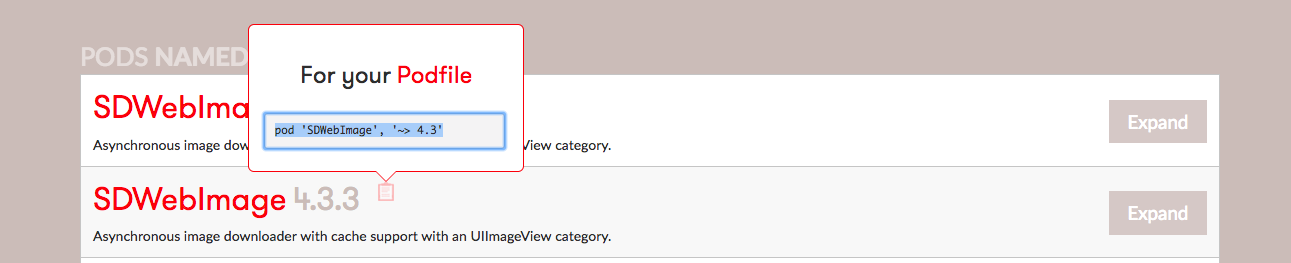 PODS NAMED
For your Podfile
SDWebIma
pod 'SDWebImage', '~> 4.3'
Expand
Asynchronous image dow
View category.
SDWebImage 4.3.3
Expand
Asynchronous image downloader with cache support with an UIImageView category.